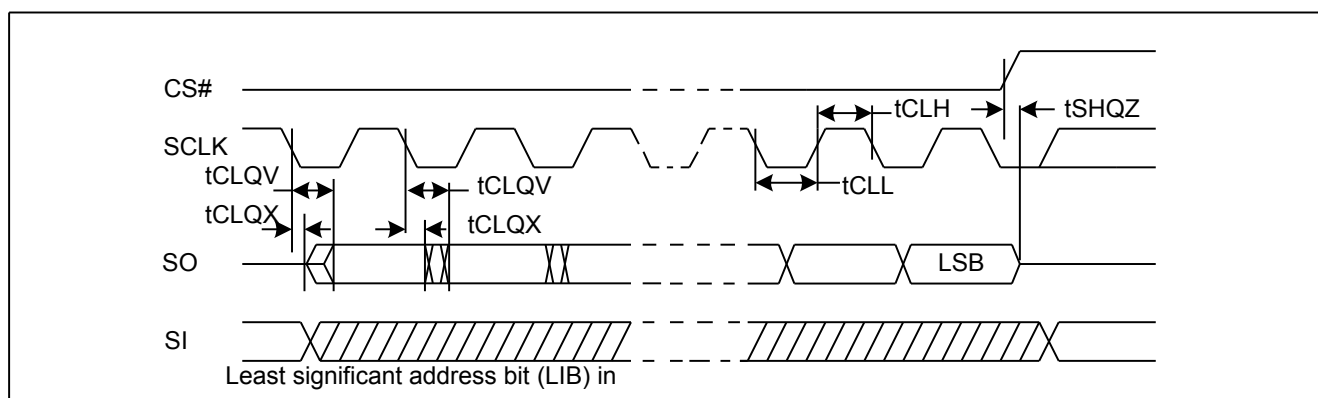 CS#
tCLH
tSHQZ
SCLK
tCLQV
tCLQV
tCLL
tCLQX
tCLQX
SO
LSB
SI
Least significant address bit (LIB) in